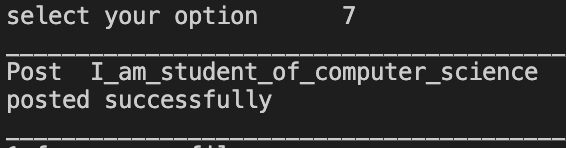 select your option 7
Post I_am_student_of_computer_science
posted successfully